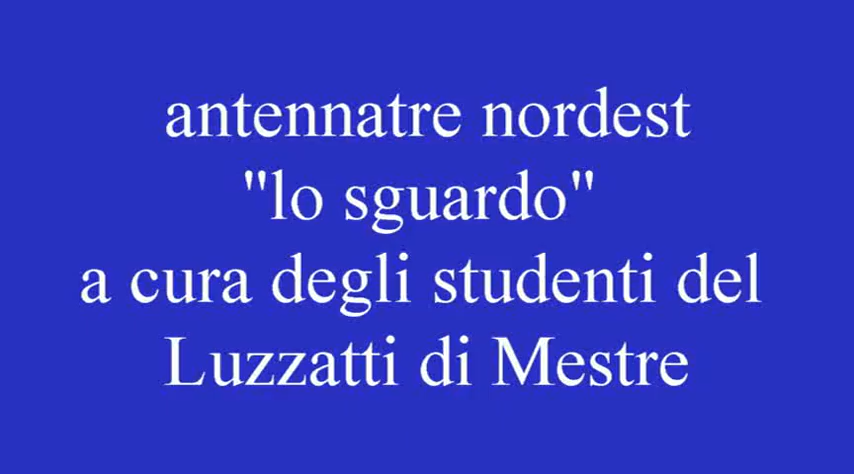 antennatre nordest
"lo sguardo"
a cura degli studenti del
Luzzatti di Mestre